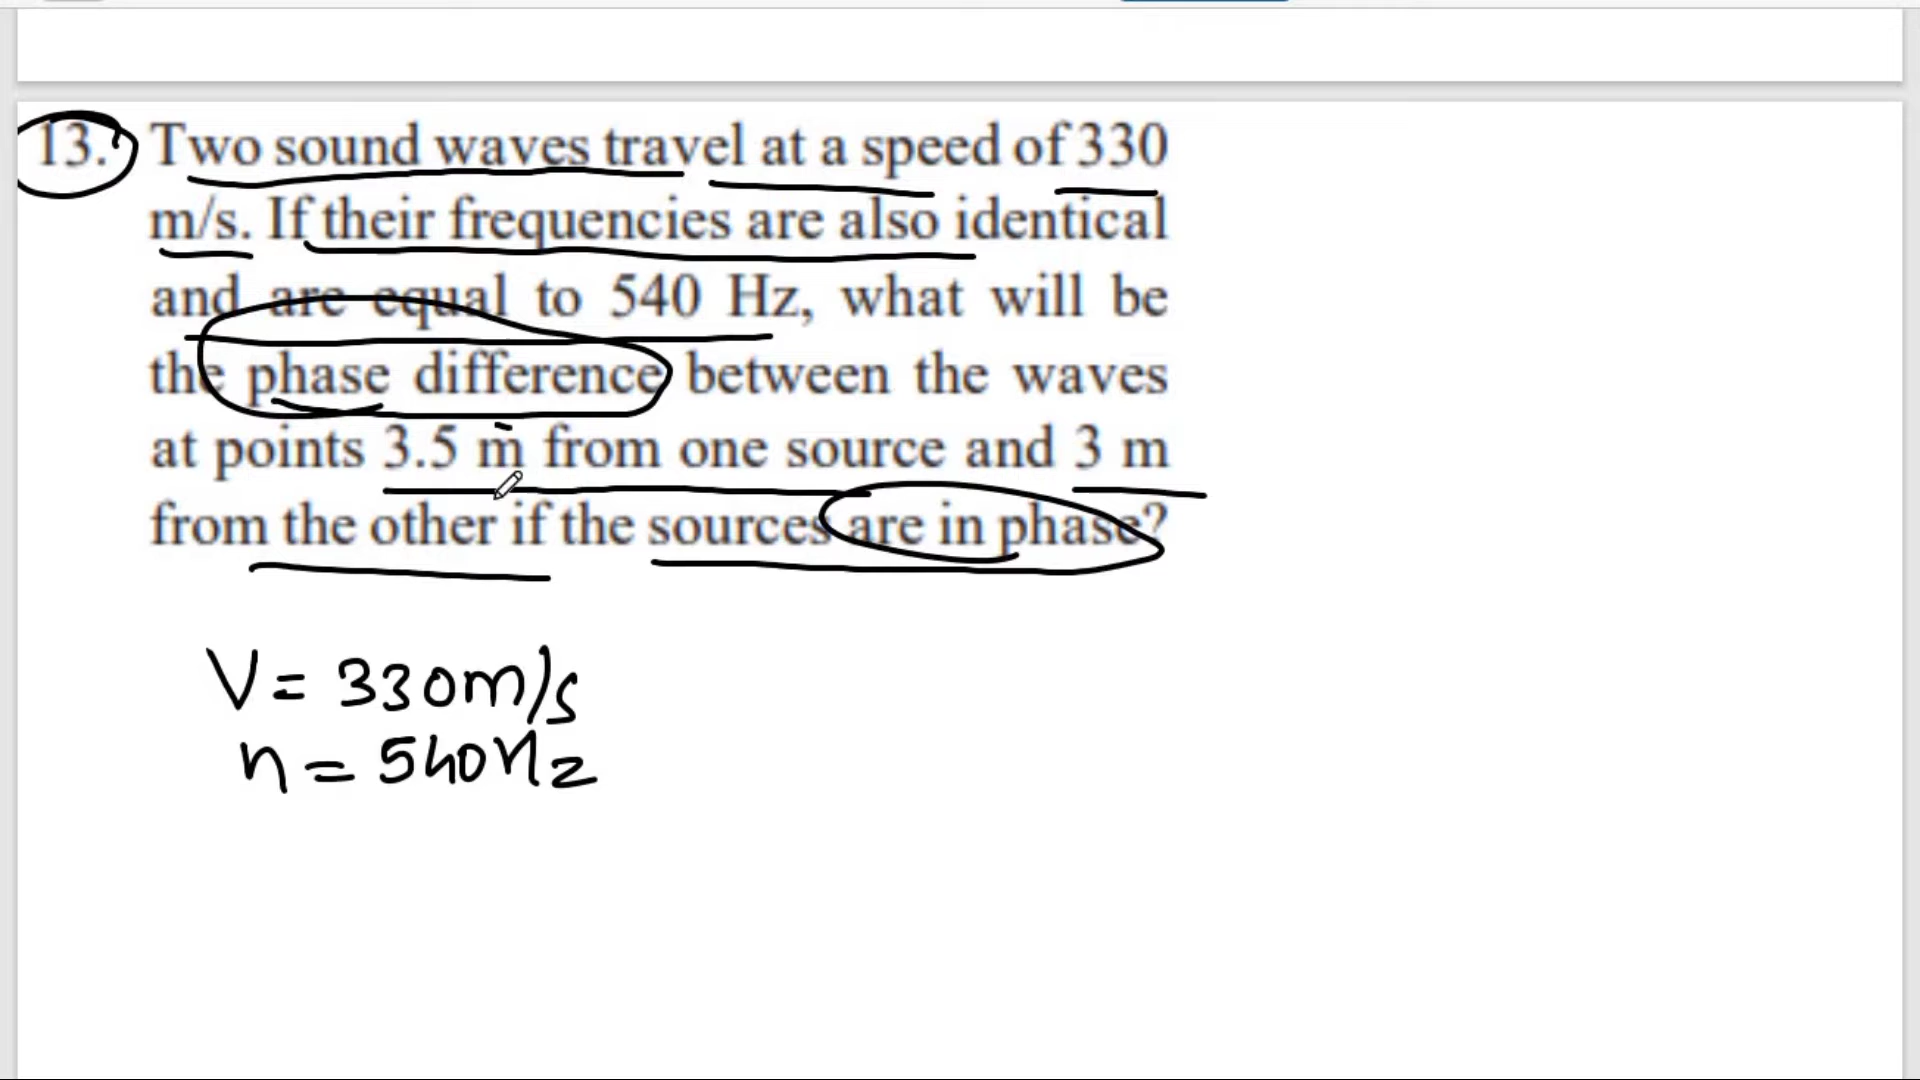 13. Two sound waves travel at a speed of 330
m/s. If their frequencies are also identical
and are equal to 540 Hz, what will be
the phase difference between the waves
at points 3.5 m from one source and 3 m
from the other if the sources are in phase?
V = 330m/s
n = 540Hz